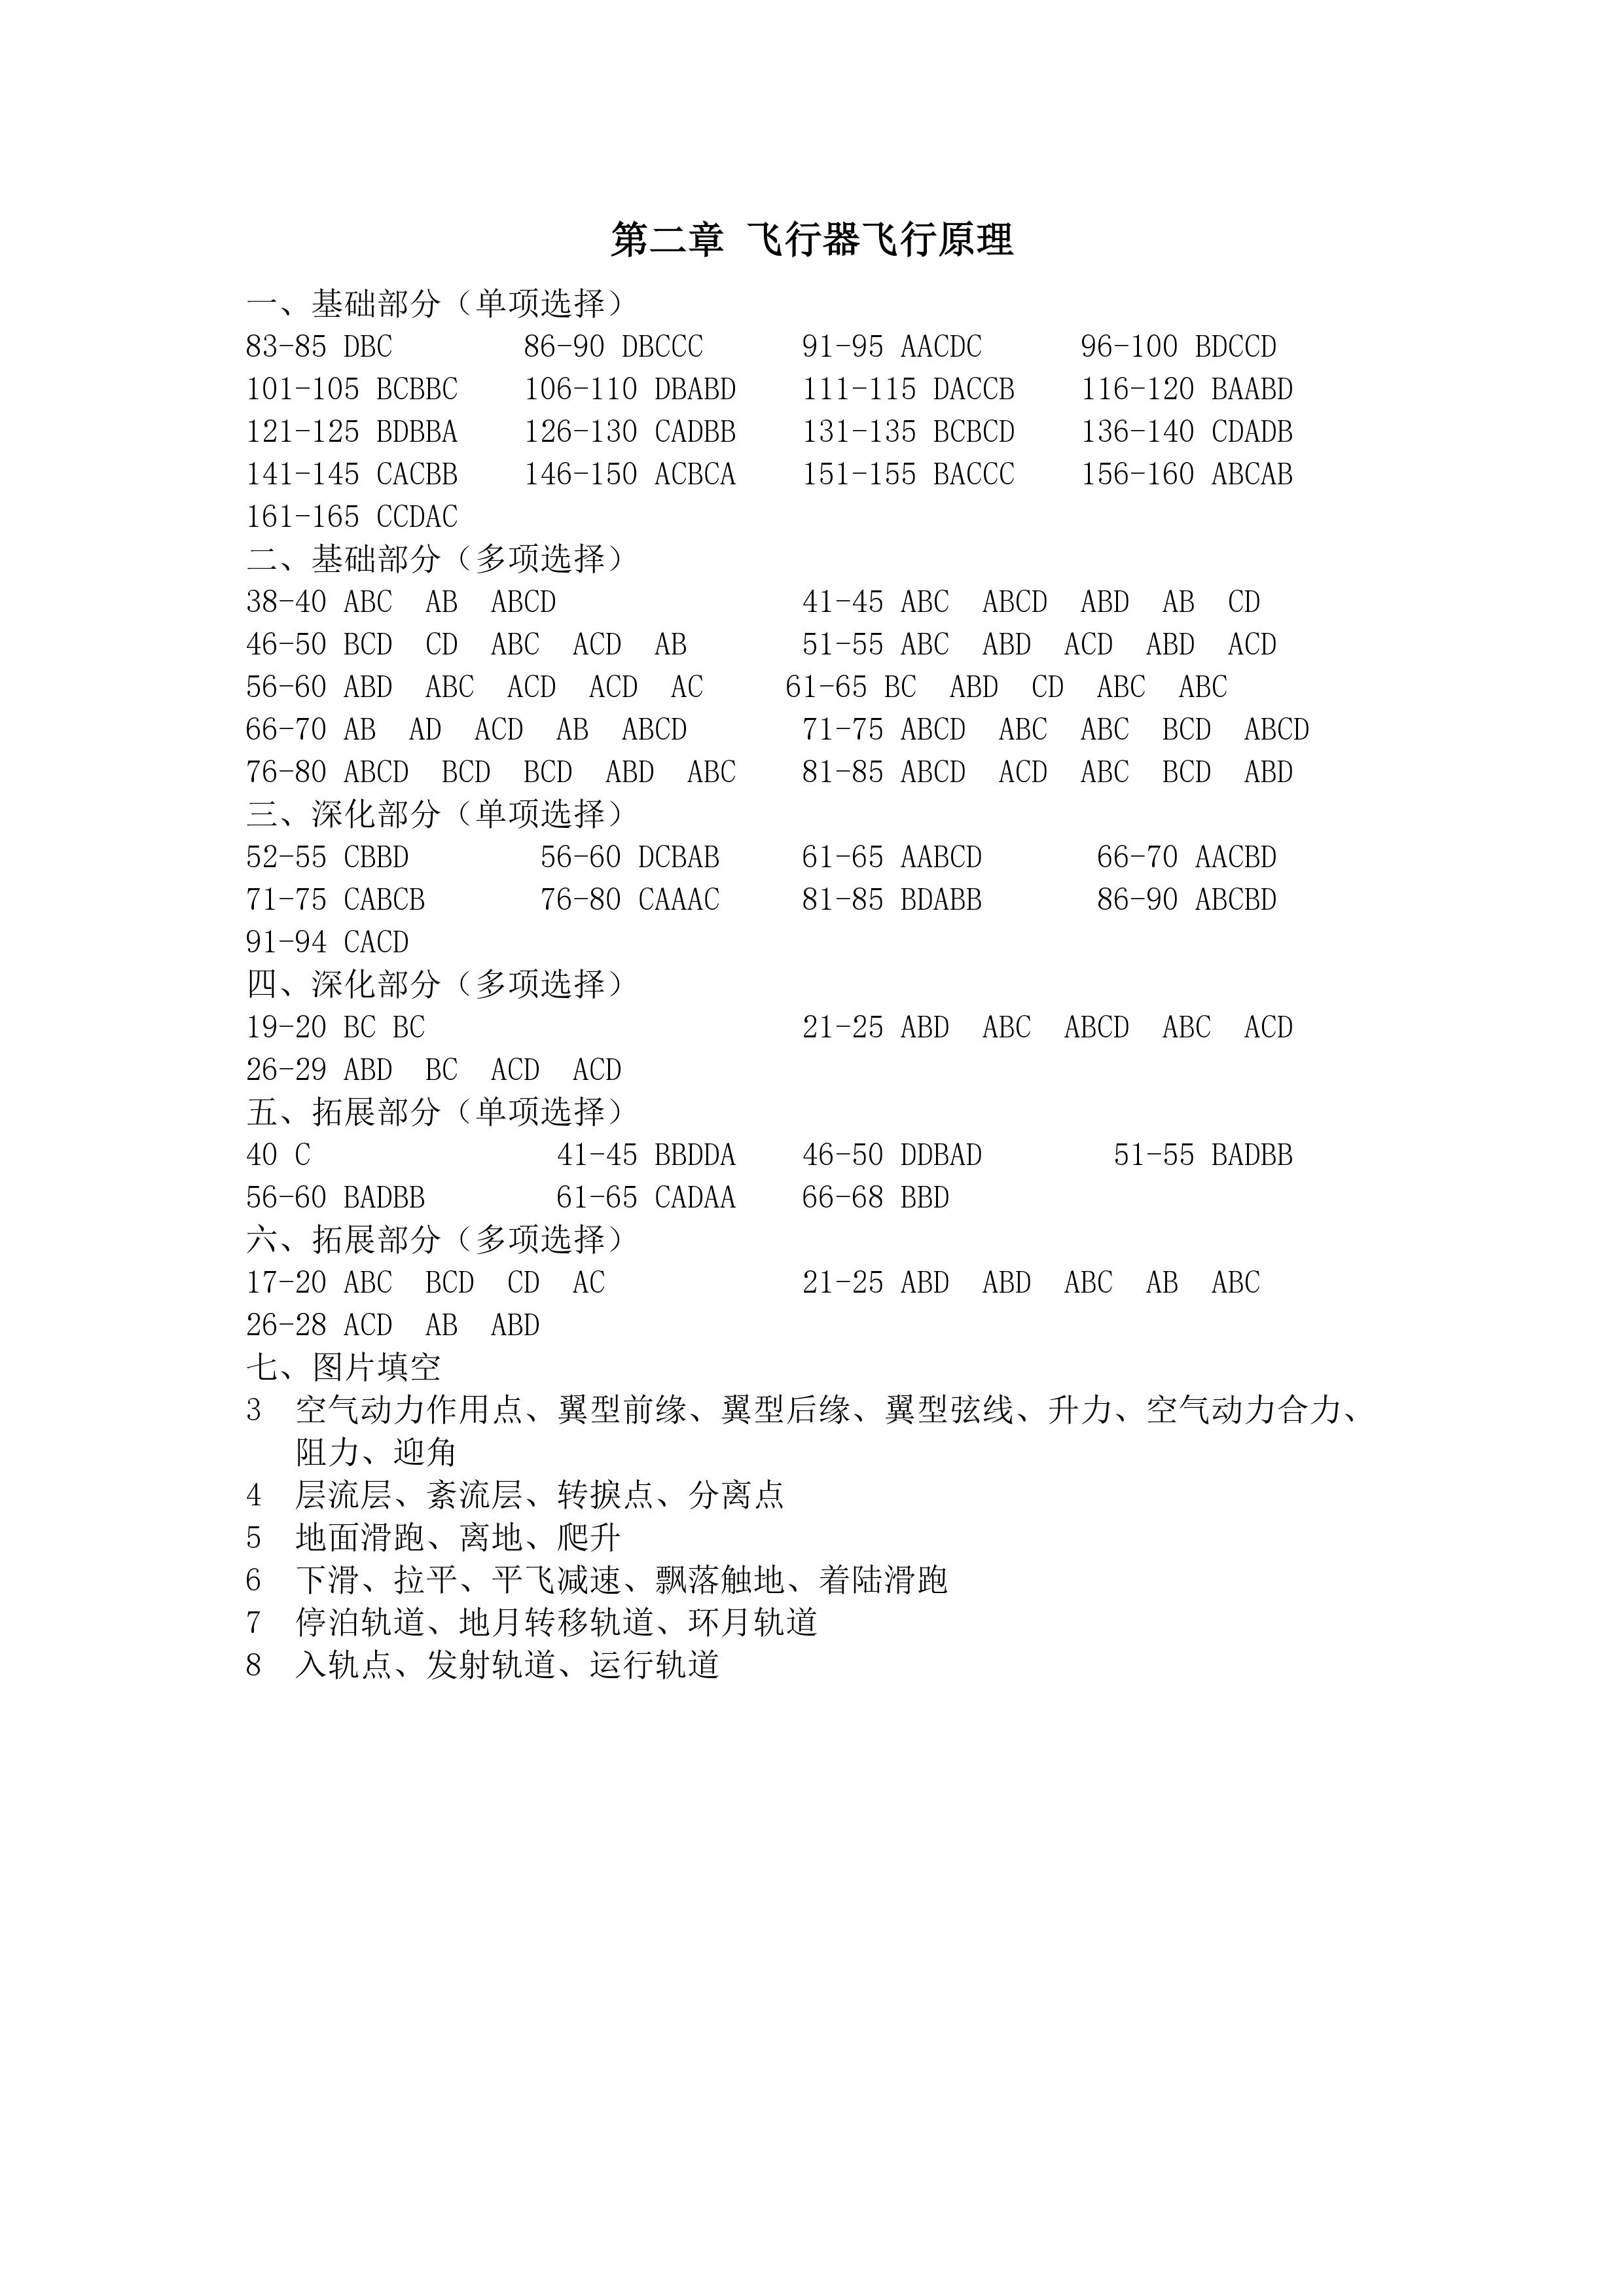 第二章 飞行器飞行原理
一、基础部分（单项选择）
83-85 DBC 86-90 DBCCC 91-95 AACDC 96-100 BDCCD
101-105 BCBBC 106-110 DBABD 111-115 DACCB 116-120 BAABD
121-125 BDBBA 126-130 CADBB 131-135 BCBCD 136-140 CDADB
141-145 CACBB 146-150 ACBCA 151-155 BACCC 156-160 ABCAB
161-165 CCDAC
二、基础部分（多项选择）
38-40 ABC AB ABCD 41-45 ABC ABCD ABD AB CD
46-50 BCD CD ABC ACD AB 51-55 ABC ABD ACD ABD ACD
56-60 ABD ABC ACD ACD AC 61-65 BC ABD CD ABC ABC
66-70 AB AD ACD AB ABCD 71-75 ABCD ABC ABC BCD ABCD
76-80 ABCD BCD BCD ABD ABC 81-85 ABCD ACD ABC BCD ABD
三、深化部分（单项选择）
52-55 CBBD 56-60 DCBAB 61-65 AABCD 66-70 AACBD
71-75 CABCB 76-80 CAAAC 81-85 BDABB 86-90 ABCBD
91-94 CACD
四、深化部分（多项选择）
19-20 BC BC 21-25 ABD ABC ABCD ABC ACD
26-29 ABD BC ACD ACD
五、拓展部分（单项选择）
40 C 41-45 BBDDA 46-50 DDBAD 51-55 BADBB
56-60 BADBB 61-65 CADAA 66-68 BBD
六、拓展部分（多项选择）
17-20 ABC BCD CD AC 21-25 ABD ABD ABC AB ABC
26-28 ACD AB ABD
七、图片填空
3 空气动力作用点、翼型前缘、翼型后缘、翼型弦线、升力、空气动力合力、
阻力、迎角
4 层流层、紊流层、转捩点、分离点
5 地面滑跑、离地、爬升
6 下滑、拉平、平飞减速、飘落触地、着陆滑跑
7 停泊轨道、地月转移轨道、环月轨道
8 入轨点、发射轨道、运行轨道